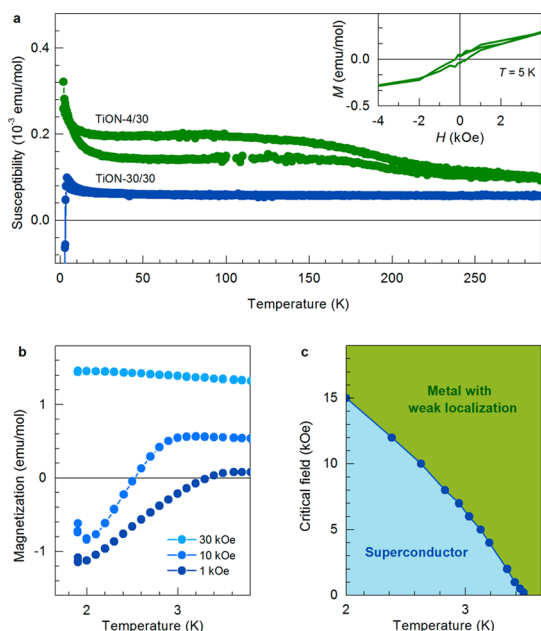 a
0.4
0.2
0.0
Susceptibility (10⁻³ emu/mol)
TiON-4/30
TiON-30/30
0 50 100 150 200 250
Temperature (K)
M (emu/mol)
0.0
-0.5
T = 5 K
-4 -2 0 2
H (kOe)
b
Magnetization (emu/mol)
1
0
-1
30 kOe
10 kOe
1 kOe
2 3
Temperature (K)
c
Critical field (kOe)
15
10
5
0
Metal with
weak localization
Superconductor
2 3
Temperature (K)